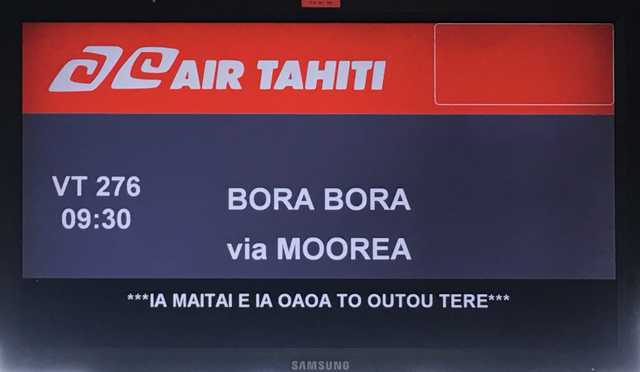 AIR TAHITI
VT 276
09:30
BORA BORA
via MOOREA
***IA MAITAI E IA OAOA TO OUTOU TERE***
SAMSUNG